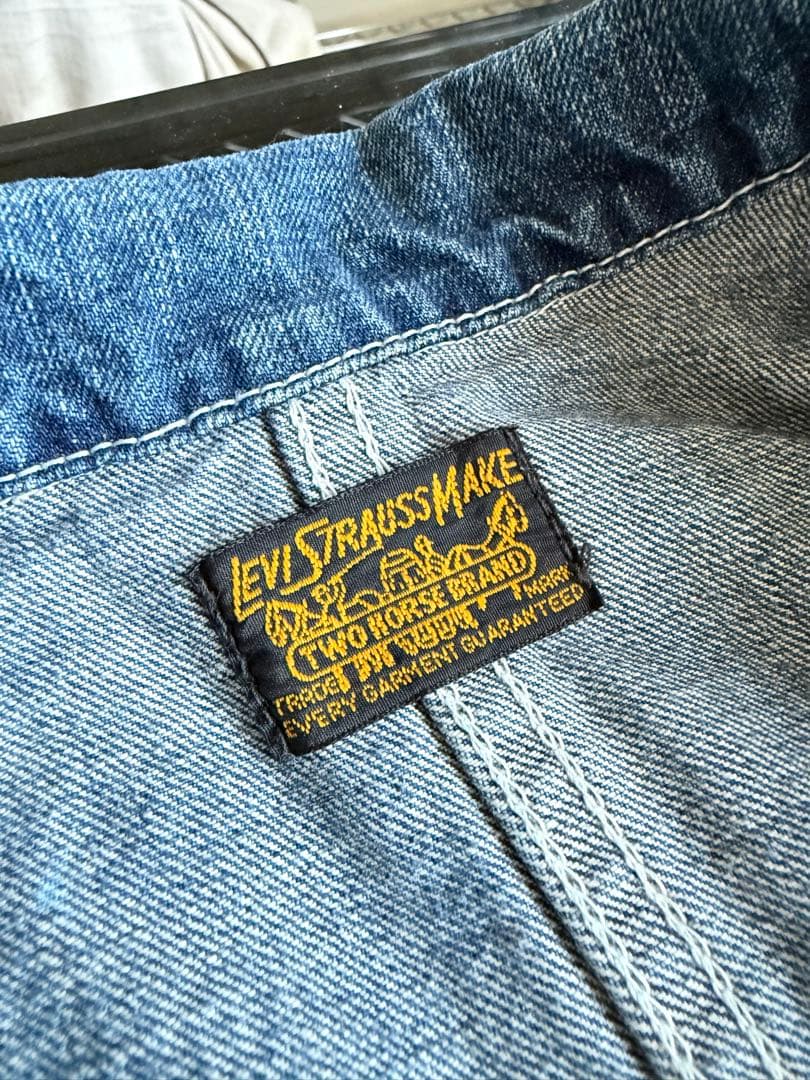 LEVI STRAUSS MAKE
TWO HORSE BRAND
TRADE MARK
EVERY GARMENT GUARANTEED